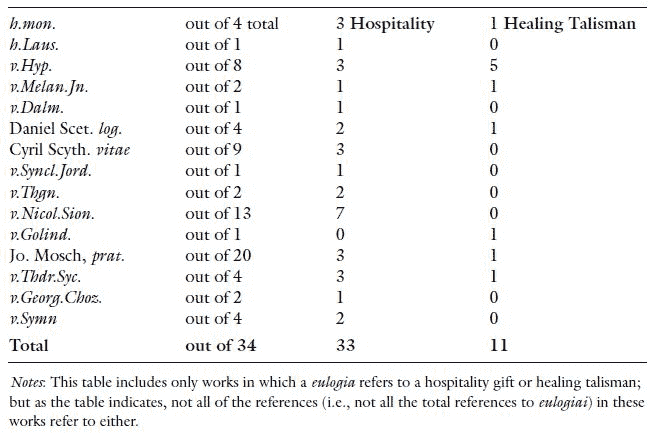 h.mon. out of 4 total 3 Hospitality 1 Healing Talisman
h.Laus. out of 1 1 0
v.Hyp. out of 8 3 5
v.Melan.Jn. out of 2 1 1
v.Dalm. out of 1 1 0
Daniel Scet. log. out of 4 2 1
Cyril Scyth. vitae out of 9 3 0
v.Syncl.Jord. out of 1 1 0
v.Thgn. out of 2 2 0
v.Nicol.Sion. out of 13 7 0
v.Golind. out of 1 0 1
Jo. Mosch, prat. out of 20 3 1
v.Thdr.Syc. out of 4 3 1
v.Georg.Choz. out of 2 1 0
v.Symn out of 4 2 0
Total out of 34 33 11
Notes: This table includes only works in which a eulogia refers to a hospitality gift or healing talisman;
but as the table indicates, not all of the references (i.e., not all the total references to eulogiai) in these
works refer to either.